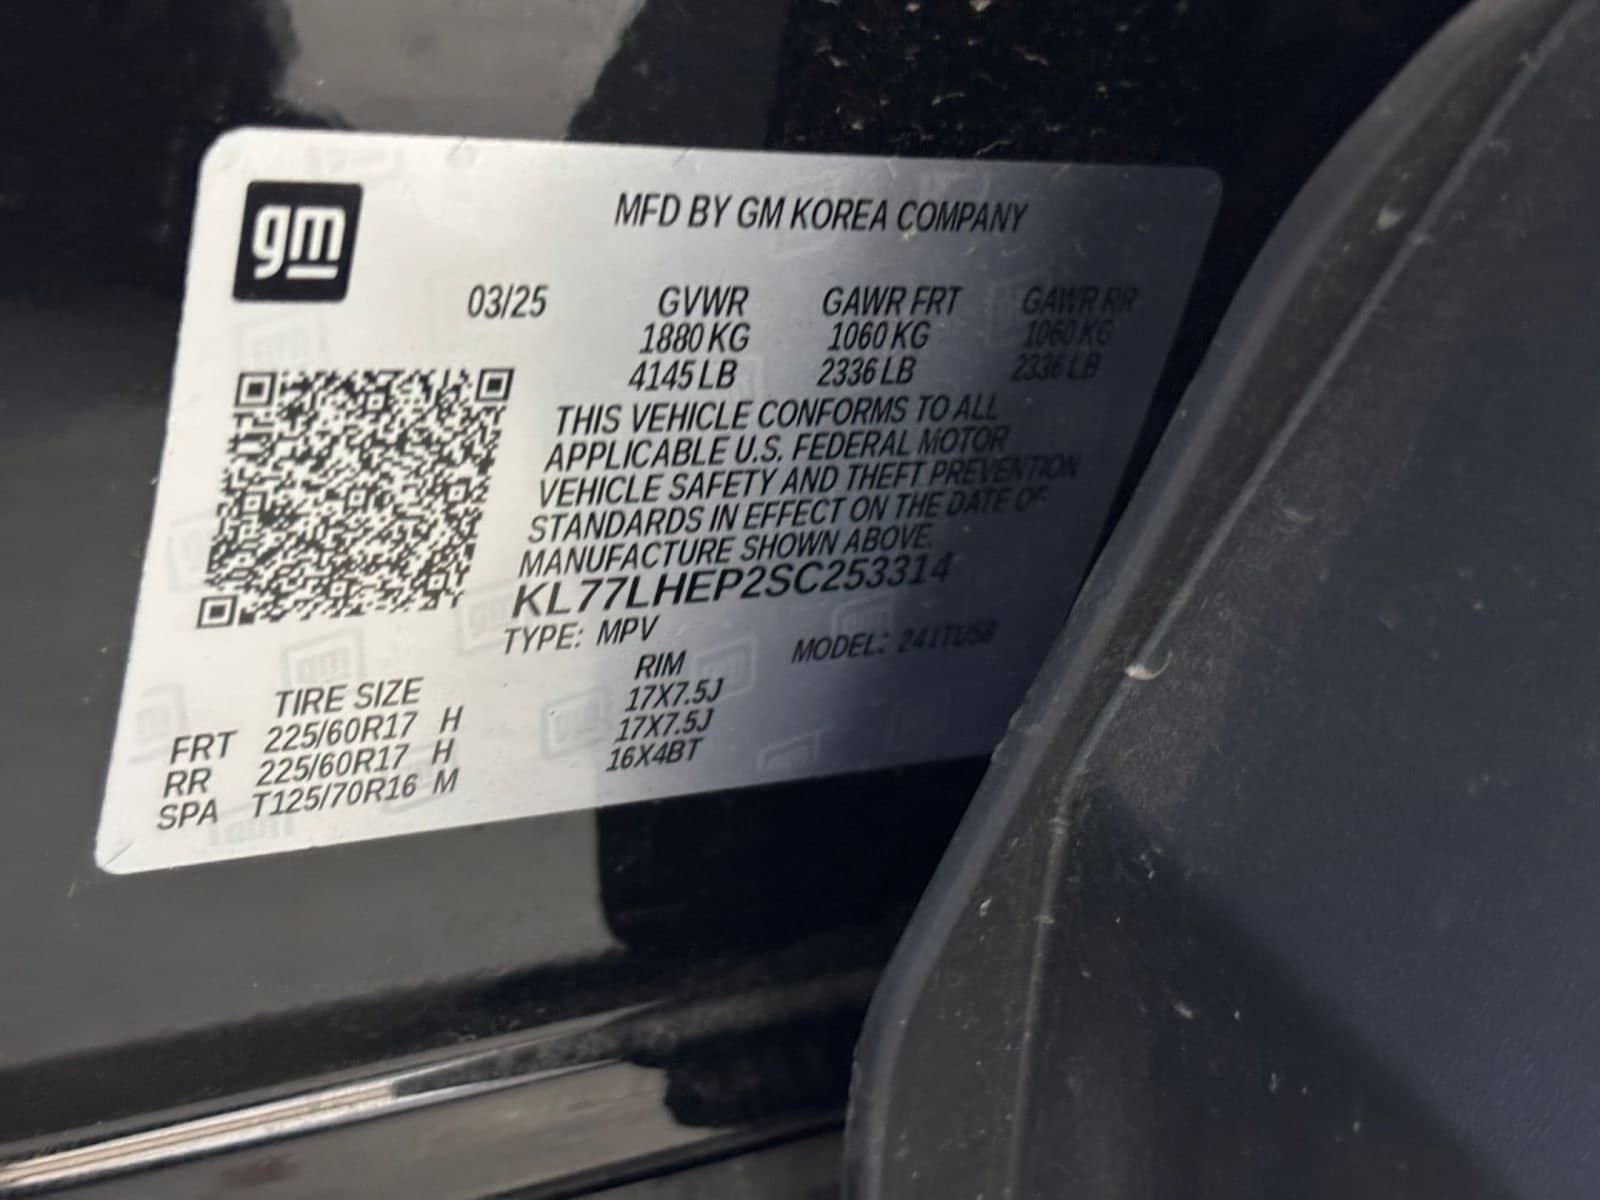 gm
MFD BY GM KOREA COMPANY
03/25 GVWR GAWR FRT GAWR RR
1880 KG 1060 KG 1060 KG
4145 LB 2336 LB 2336 LB
THIS VEHICLE CONFORMS TO ALL
APPLICABLE U.S. FEDERAL MOTOR
VEHICLE SAFETY AND THEFT PREVENTION
STANDARDS IN EFFECT ON THE DATE OF
MANUFACTURE SHOWN ABOVE.
KL77LHEP2SC253314
TYPE: MPV MODEL: 241TU58
TIRE SIZE RIM
FRT 225/60R17 H 17X7.5J
RR 225/60R17 H 17X7.5J
SPA T125/70R16 M 16X4BT